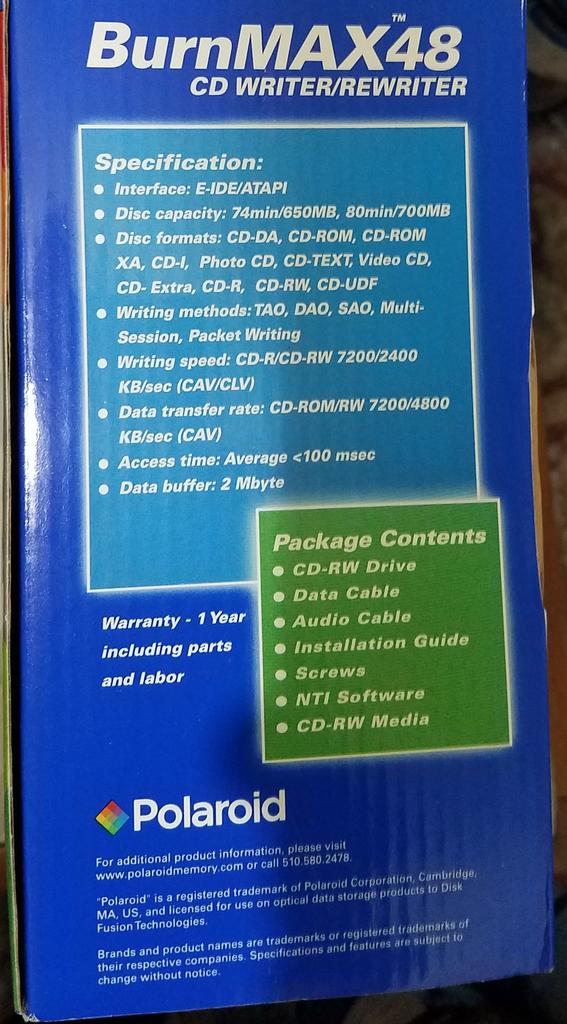 BurnMAX48™
CD WRITER/REWRITER
Specification:
● Interface: E-IDE/ATAPI
● Disc capacity: 74min/650MB, 80min/700MB
● Disc formats: CD-DA, CD-ROM, CD-ROM
XA, CD-I, Photo CD, CD-TEXT, Video CD,
CD- Extra, CD-R, CD-RW, CD-UDF
● Writing methods: TAO, DAO, SAO, Multi-
Session, Packet Writing
● Writing speed: CD-R/CD-RW 7200/2400
KB/sec (CAV/CLV)
● Data transfer rate: CD-ROM/RW 7200/4800
KB/sec (CAV)
● Access time: Average <100 msec
● Data buffer: 2 Mbyte
Package Contents
● CD-RW Drive
● Data Cable
● Audio Cable
● Installation Guide
● Screws
● NTI Software
● CD-RW Media
Warranty - 1 Year
including parts
and labor
Polaroid
For additional product information, please visit
www.polaroidmemory.com or call 510.580.2478.
"Polaroid" is a registered trademark of Polaroid Corporation, Cambridge,
MA, US, and licensed for use on optical data storage products to Disk
Fusion Technologies.
Brands and product names are trademarks or registered trademarks of
their respective companies. Specifications and features are subject to
change without notice.